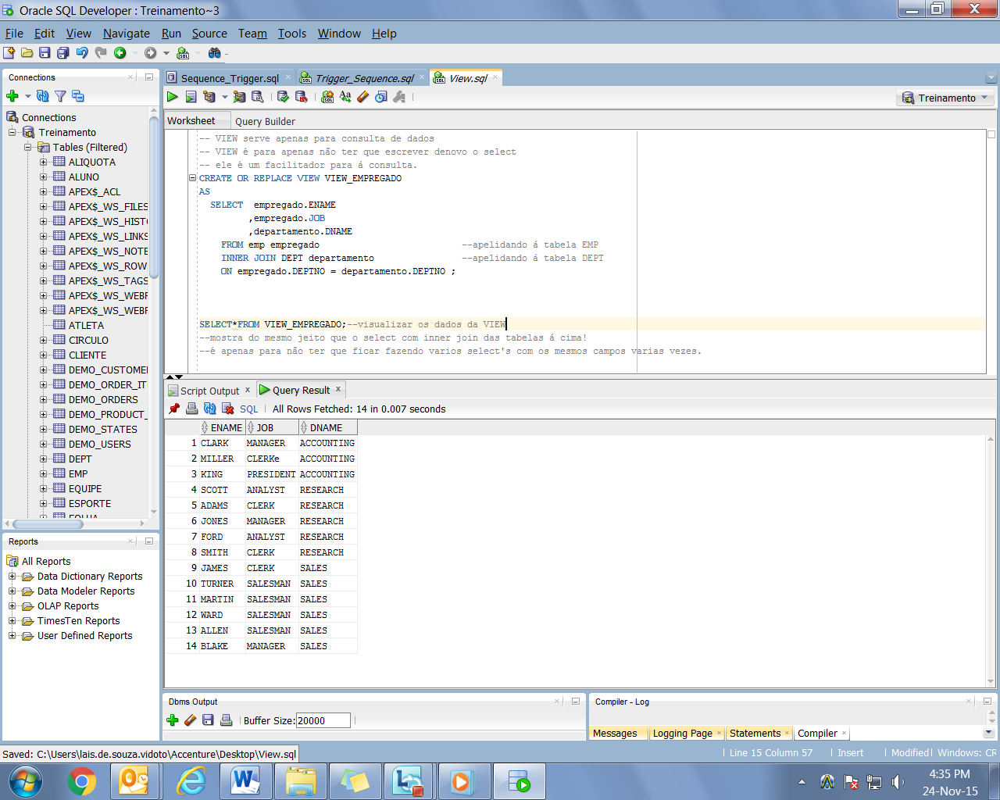 Oracle SQL Developer : Treinamento~3
File Edit View Navigate Run Source Team Tools Window Help
Connections
Connections
Treinamento
Tables (Filtered)
ALIQUOTA
ALUNO
APEX$_ACL
APEX$_WS_FILES
APEX$_WS_HIST
APEX$_WS_LINKS
APEX$_WS_NOTE
APEX$_WS_ROW
APEX$_WS_TAGS
APEX$_WS_WEBP
APEX$_WS_WEBP
ATLETA
CIRCULO
CLIENTE
DEMO_CUSTOME
DEMO_ORDER_IT
DEMO_ORDERS
DEMO_PRODUCT_
DEMO_STATES
DEMO_USERS
DEPT
EMP
EQUIPE
ESPORTE
Reports
All Reports
Data Dictionary Reports
Data Modeler Reports
OLAP Reports
TimesTen Reports
User Defined Reports
Sequence_Trigger.sql Trigger_Sequence.sql View.sql
Treinamento
Worksheet Query Builder
-- VIEW serve apenas para consulta de dados
-- VIEW é para apenas não ter que escrever denovo o select
-- ele é um facilitador para á consulta.
CREATE OR REPLACE VIEW VIEW_EMPREGADO
AS
SELECT empregado.ENAME
,empregado.JOB
,departamento.DNAME
FROM emp empregado --apelidando á tabela EMP
INNER JOIN DEPT departamento --apelidando á tabela DEPT
ON empregado.DEPTNO = departamento.DEPTNO ;
SELECT*FROM VIEW_EMPREGADO;--visualizar os dados da VIEW
--mostra do mesmo jeito que o select com inner join das tabelas á cima!
--é apenas para não ter que ficar fazendo varios select's com os mesmos campos varias vezes.
Script Output Query Result
SQL All Rows Fetched: 14 in 0.007 seconds
ENAME JOB DNAME
1 CLARK MANAGER ACCOUNTING
2 MILLER CLERKe ACCOUNTING
3 KING PRESIDENT ACCOUNTING
4 SCOTT ANALYST RESEARCH
5 ADAMS CLERK RESEARCH
6 JONES MANAGER RESEARCH
7 FORD ANALYST RESEARCH
8 SMITH CLERK RESEARCH
9 JAMES CLERK SALES
10 TURNER SALESMAN SALES
11 MARTIN SALESMAN SALES
12 WARD SALESMAN SALES
13 ALLEN SALESMAN SALES
14 BLAKE MANAGER SALES
Dbms Output
Buffer Size: 20000
Compiler - Log
Messages Logging Page Statements Compiler
Saved: C:\Users\lais.de.souza.vidoto\Accenture\Desktop\View.sql
Line 15 Column 57 Insert Modified Windows: CR
4:35 PM
24-Nov-15